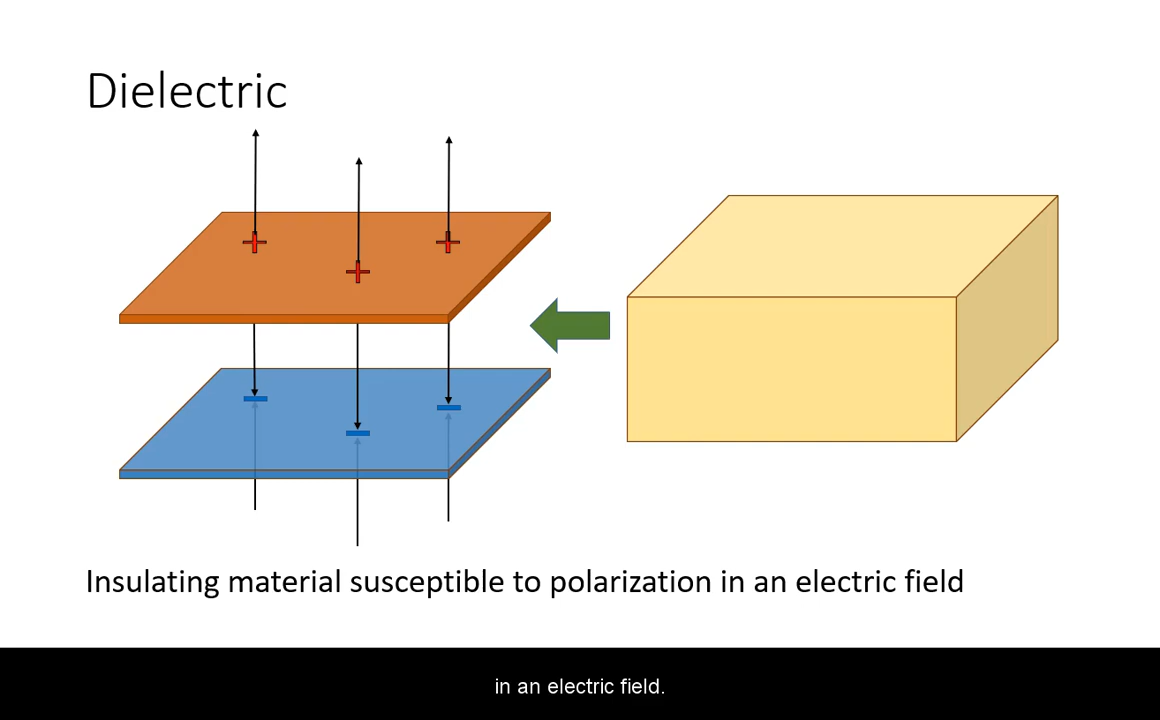 Dielectric
Insulating material susceptible to polarization in an electric field
in an electric field.